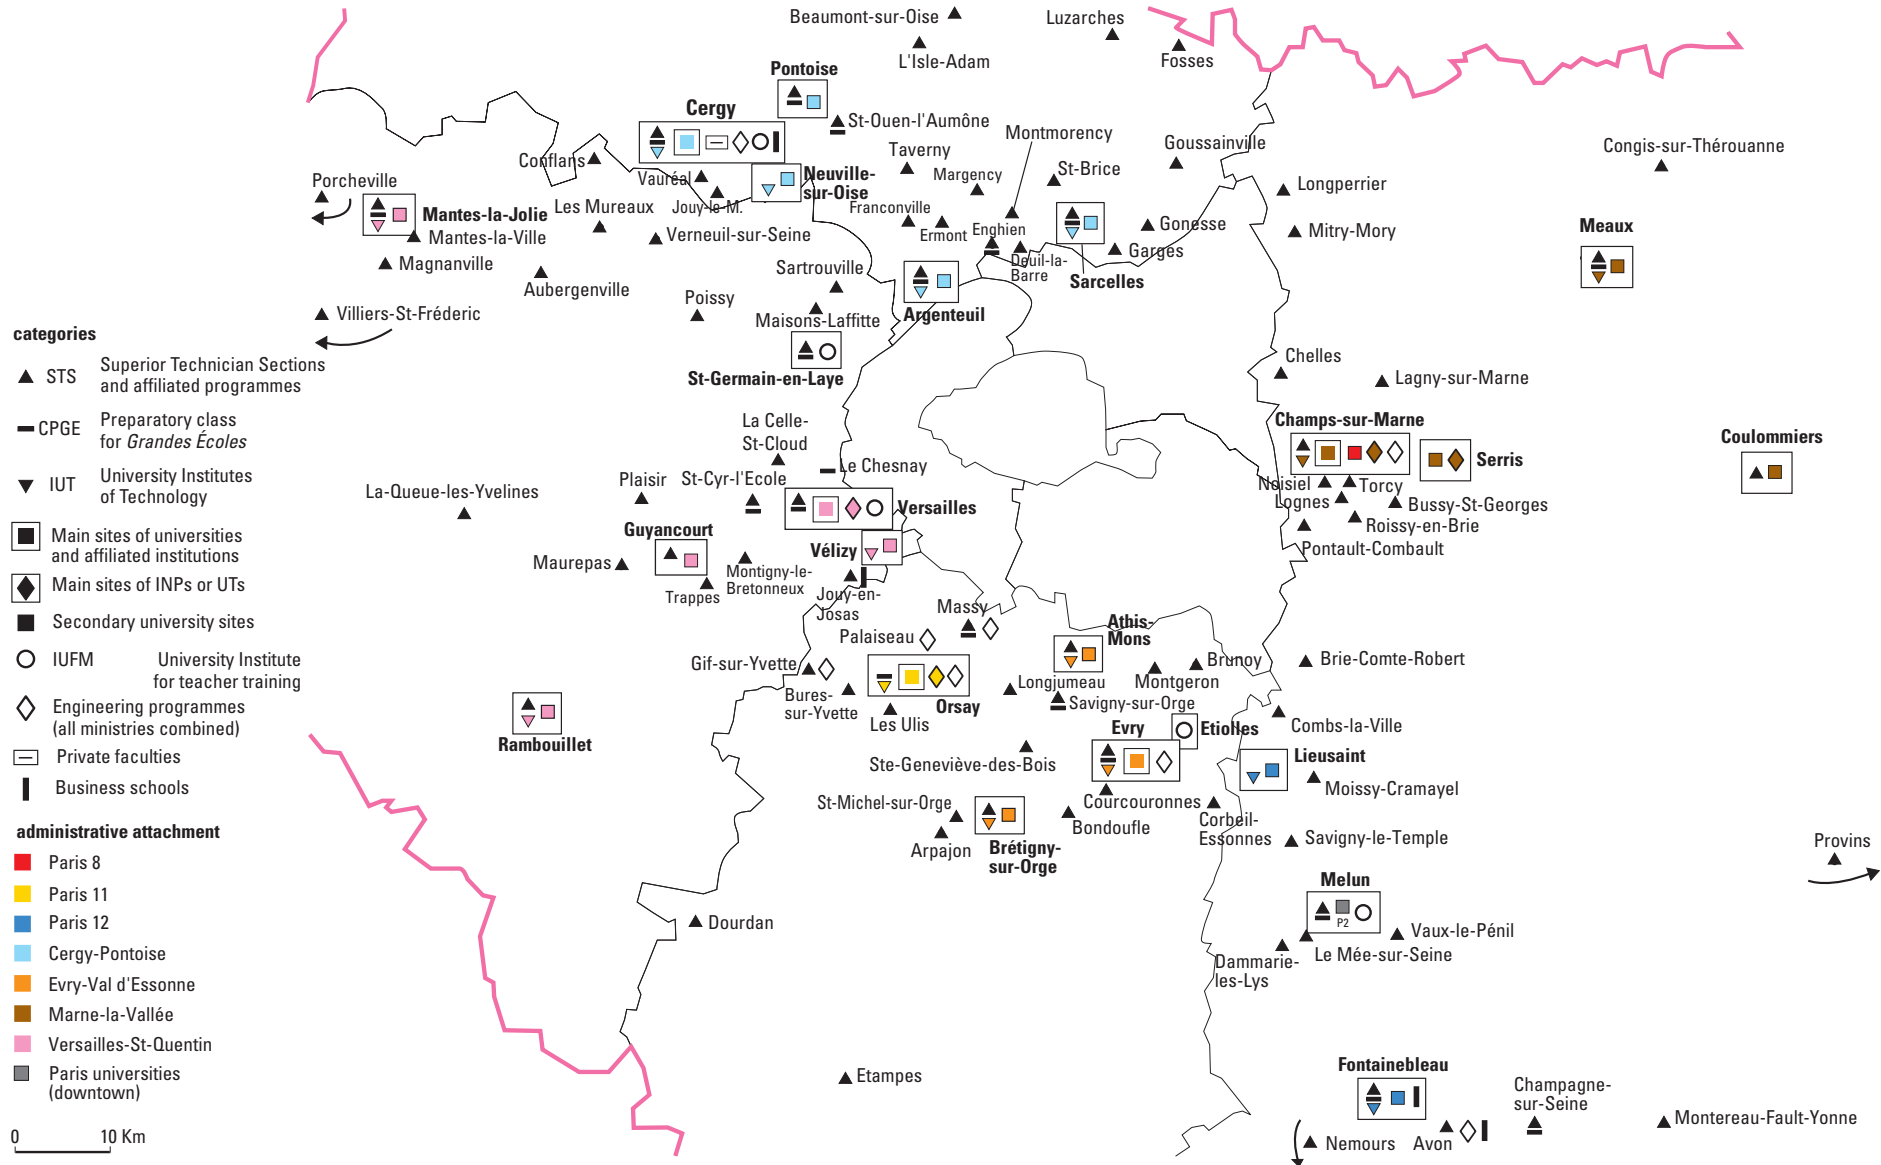 Beaumont-sur-Oise
Luzarches
L'Isle-Adam
Fosses
Pontoise
Cergy
St-Ouen-l'Aumône
Montmorency
Goussainville
Congis-sur-Thérouanne
Conflans
Taverny
St-Brice
Vauréal
Neuville-
sur-Oise
Margency
Longperrier
Porcheville
Jouy-le-M.
Mantes-la-Jolie
Les Mureaux
Franconville
Ermont
Enghien
Gonesse
Mitry-Mory
Meaux
Mantes-la-Ville
Verneuil-sur-Seine
Garges
Deuil-la-
Barre
Magnanville
Sartrouville
Sarcelles
Aubergenville
Poissy
Argenteuil
Villiers-St-Fréderic
Maisons-Laffitte
St-Germain-en-Laye
Chelles
Lagny-sur-Marne
categories
STS
Superior Technician Sections
and affiliated programmes
CPGE
Preparatory class
for Grandes Écoles
IUT
University Institutes
of Technology
Main sites of universities
and affiliated institutions
Main sites of INPs or UTs
Secondary university sites
IUFM
University Institute
for teacher training
Engineering programmes
(all ministries combined)
Private faculties
Business schools
administrative attachment
Paris 8
Paris 11
Paris 12
Cergy-Pontoise
Evry-Val d'Essonne
Marne-la-Vallée
Versailles-St-Quentin
Paris universities
(downtown)
0
10 Km
La Celle-
St-Cloud
Champs-sur-Marne
Serris
Coulommiers
Le Chesnay
Plaisir
St-Cyr-l'Ecole
La-Queue-les-Yvelines
Versailles
Noisiel
Torcy
Lognes
Bussy-St-Georges
Roissy-en-Brie
Pontault-Combault
Guyancourt
Vélizy
Maurepas
Trappes
Montigny-le-
Bretonneux
Jouy-en-
Josas
Massy
Palaiseau
Athis-
Mons
Gif-sur-Yvette
Brunoy
Brie-Comte-Robert
Bures-
sur-Yvette
Longjumeau
Montgeron
Savigny-sur-Orge
Orsay
Les Ulis
Rambouillet
Evry
Etiolles
Combs-la-Ville
Ste-Geneviève-des-Bois
Lieusaint
Moissy-Cramayel
St-Michel-sur-Orge
Courcouronnes
Bondoufle
Corbeil-
Essonnes
Arpajon
Brétigny-
sur-Orge
Savigny-le-Temple
Provins
Melun
P2
Dourdan
Vaux-le-Pénil
Le Mée-sur-Seine
Dammarie-
les-Lys
Etampes
Fontainebleau
Champagne-
sur-Seine
Montereau-Fault-Yonne
Nemours
Avon